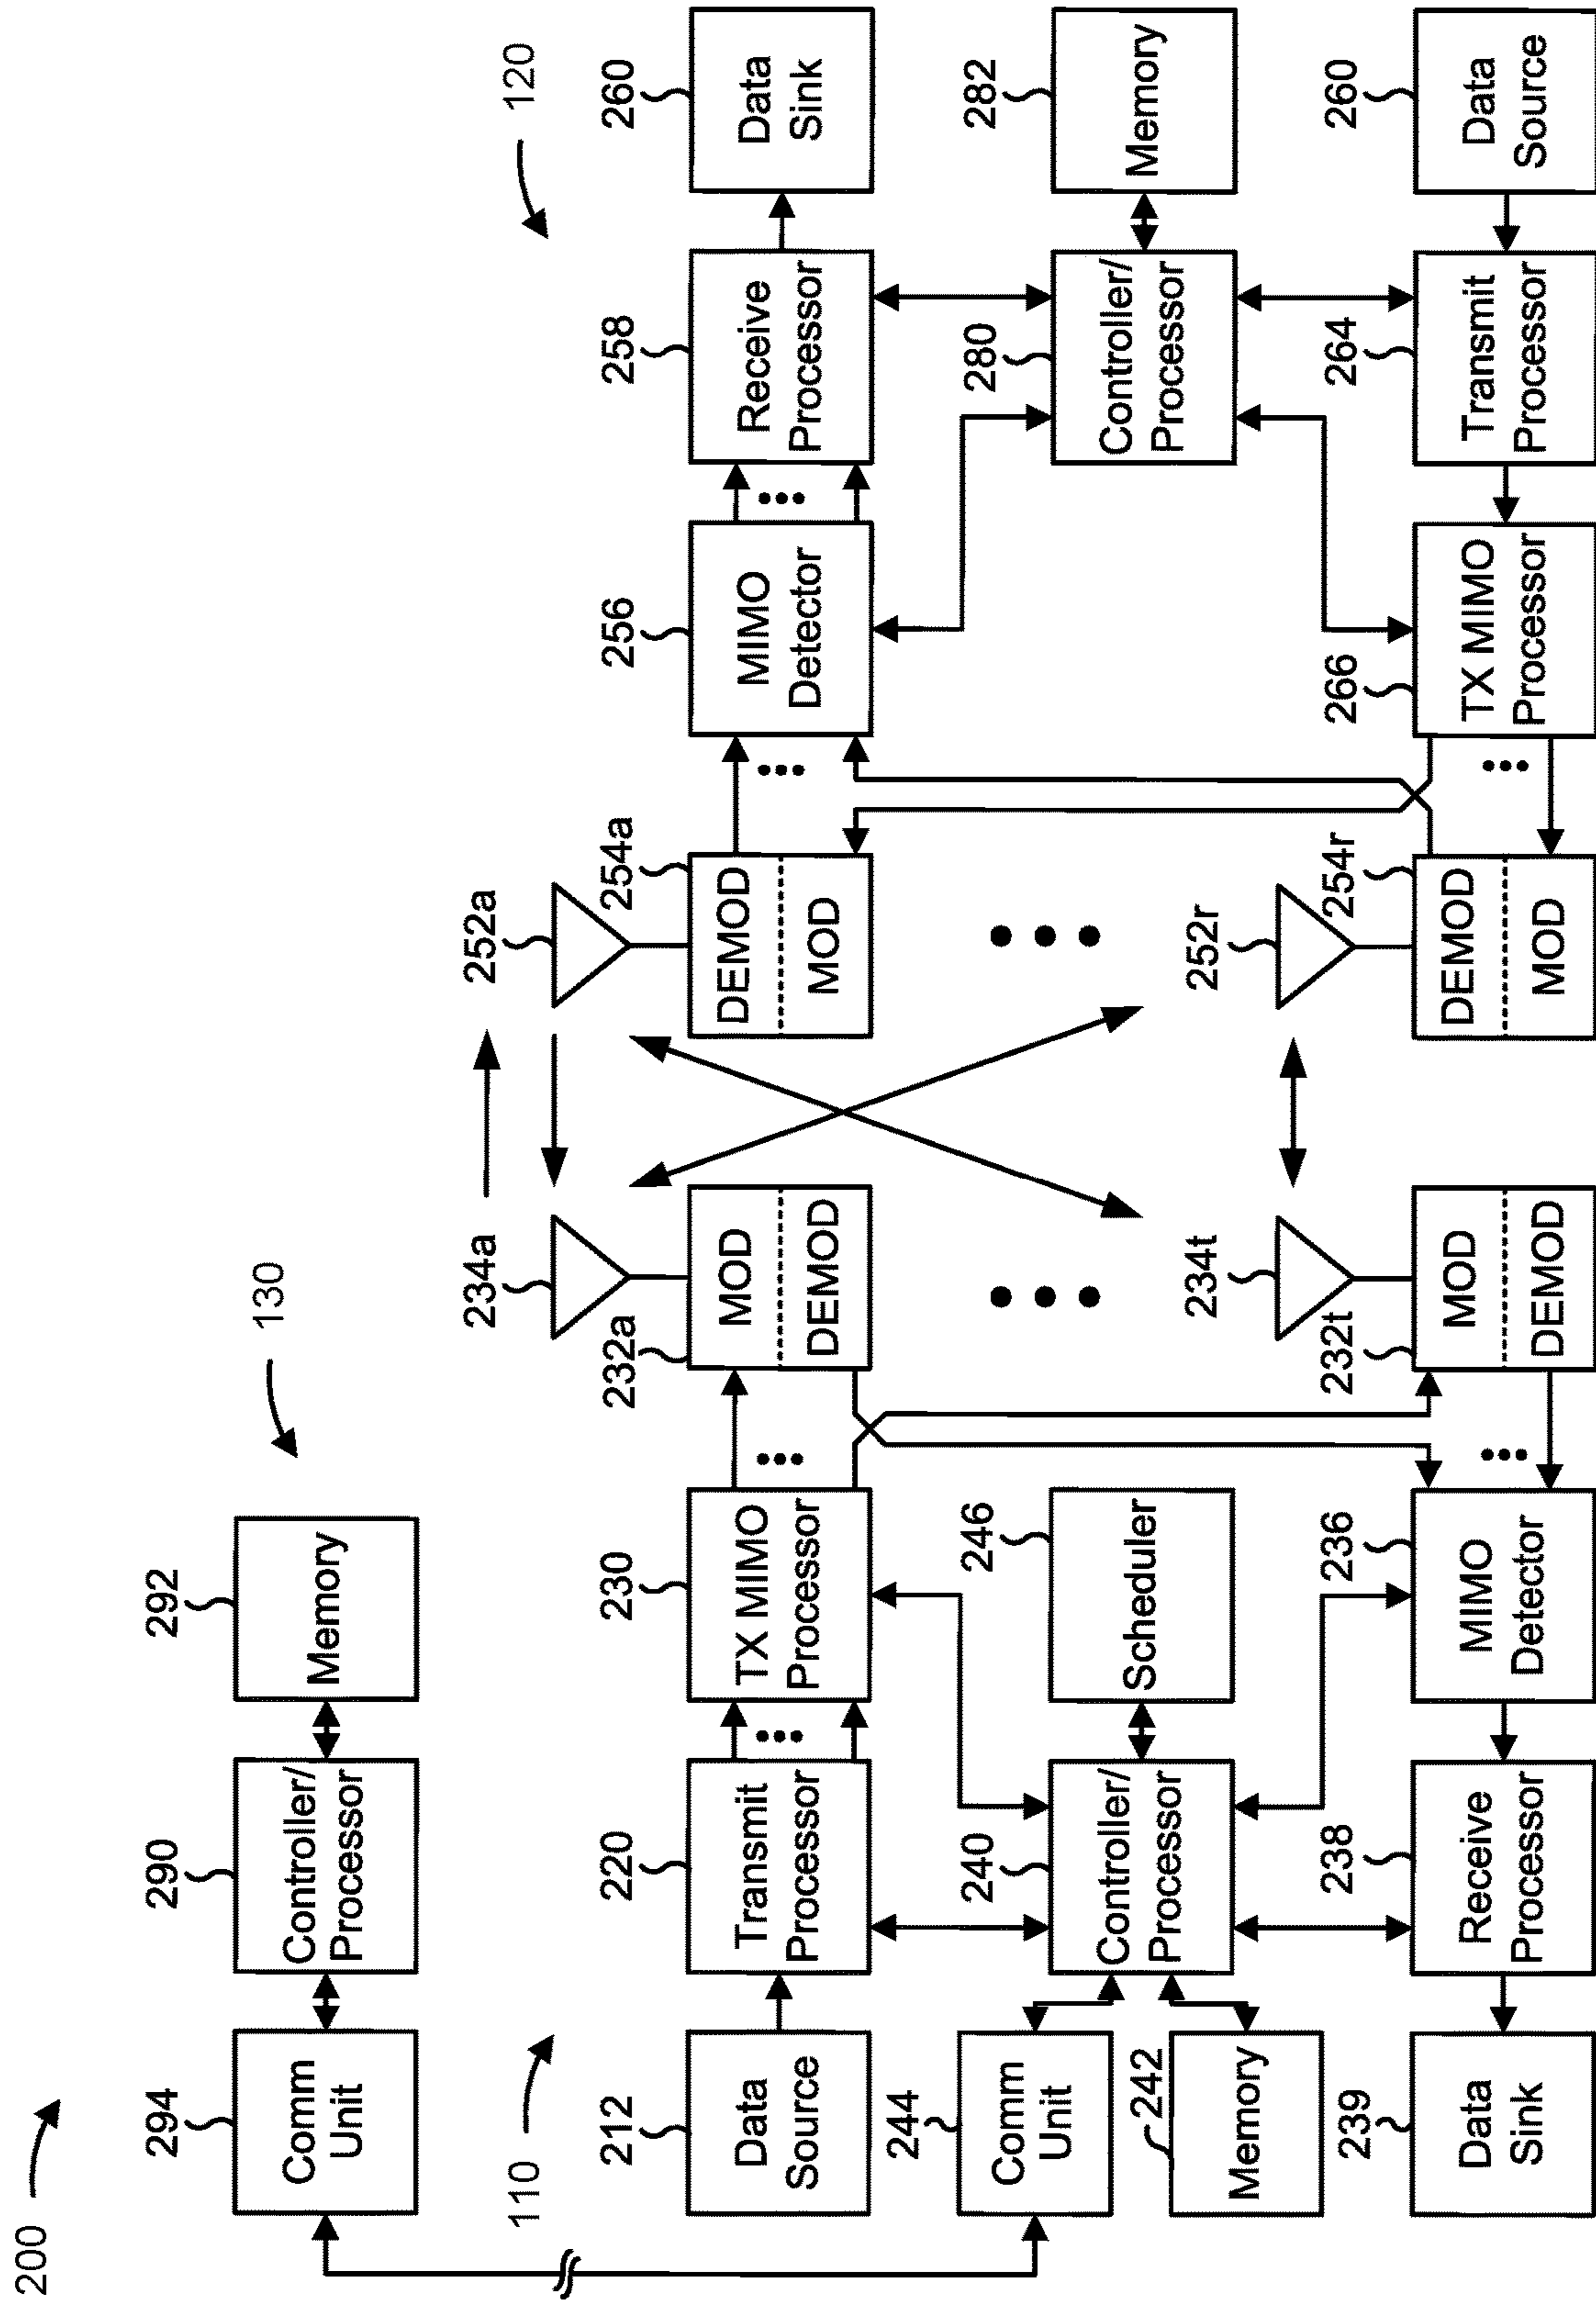 200
130
294
290
292
Comm
Unit
Controller/
Processor
Memory
110
120
234a
252a
212
220
230
232a
254a
256
258
260
Data
Source
Transmit
Processor
TX MIMO
Processor
MOD
DEMOD
DEMOD
MOD
MIMO
Detector
Receive
Processor
Data
Sink
244
240
246
280
282
Comm
Unit
Controller/
Processor
Scheduler
Controller/
Processor
Memory
242
Memory
234t
252r
239
238
236
232t
254r
266
264
260
Data
Sink
Receive
Processor
MIMO
Detector
MOD
DEMOD
DEMOD
MOD
TX MIMO
Processor
Transmit
Processor
Data
Source